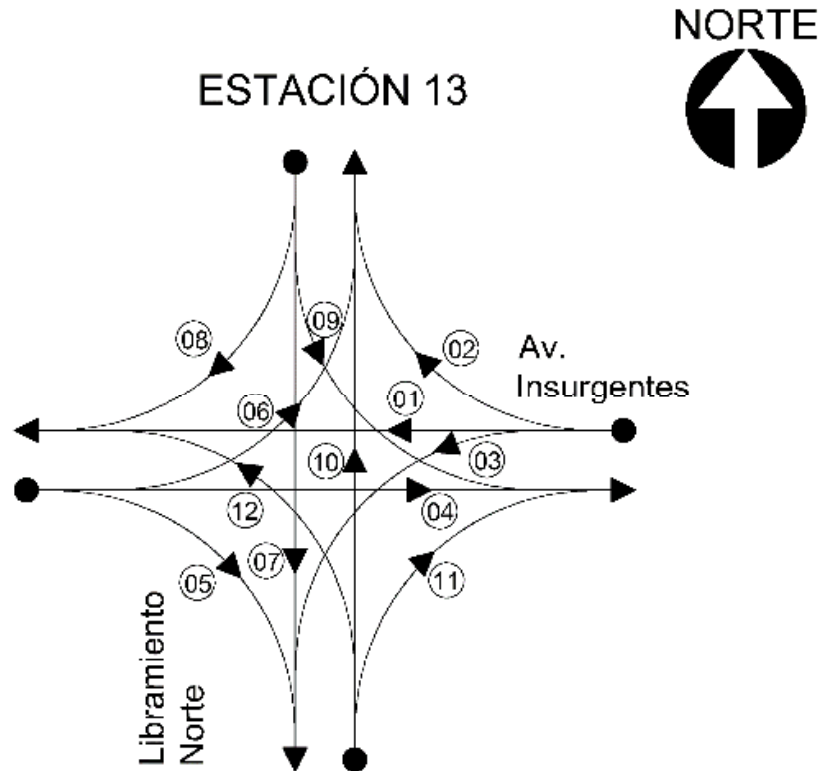 NORTE
ESTACIÓN 13
09
08
02
Av.
Insurgentes
06
01
03
10
12
04
07
05
11
Libramiento
Norte